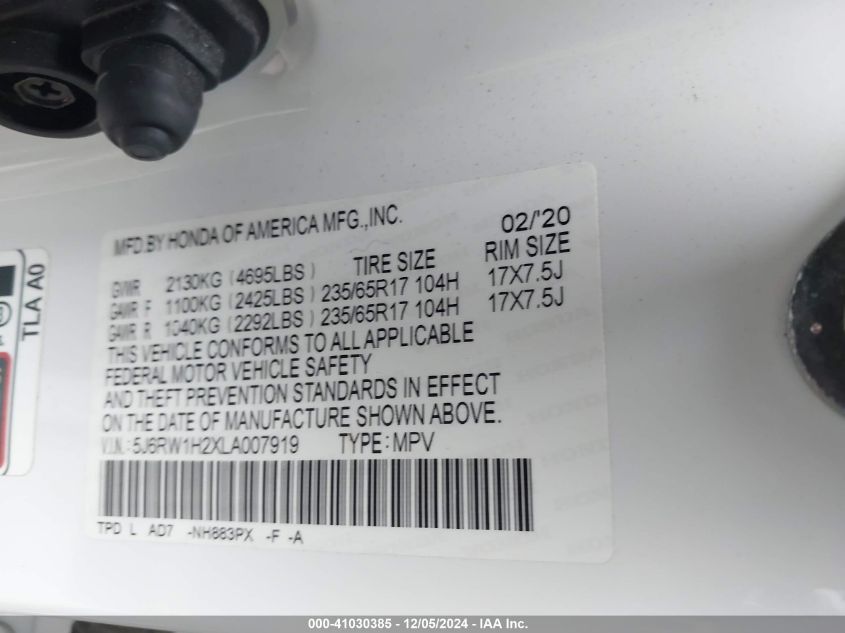 MFD.BY HONDA OF AMERICA MFG.,INC. 02/'20
GVWR 2130KG (4695LBS) TIRE SIZE RIM SIZE
GAWR F 1100KG (2425LBS) 235/65R17 104H 17X7.5J
GAWR R 1040KG (2292LBS) 235/65R17 104H 17X7.5J
THIS VEHICLE CONFORMS TO ALL APPLICABLE
FEDERAL MOTOR VEHICLE SAFETY
AND THEFT PREVENTION STANDARDS IN EFFECT
ON THE DATE OF MANUFACTURE SHOWN ABOVE.
V.I.N.: 5J6RW1H2XLA007919 TYPE: MPV
TPD L AD7 -NH883PX -F -A
TLA A0
000-41030385 - 12/05/2024 - IAA Inc.